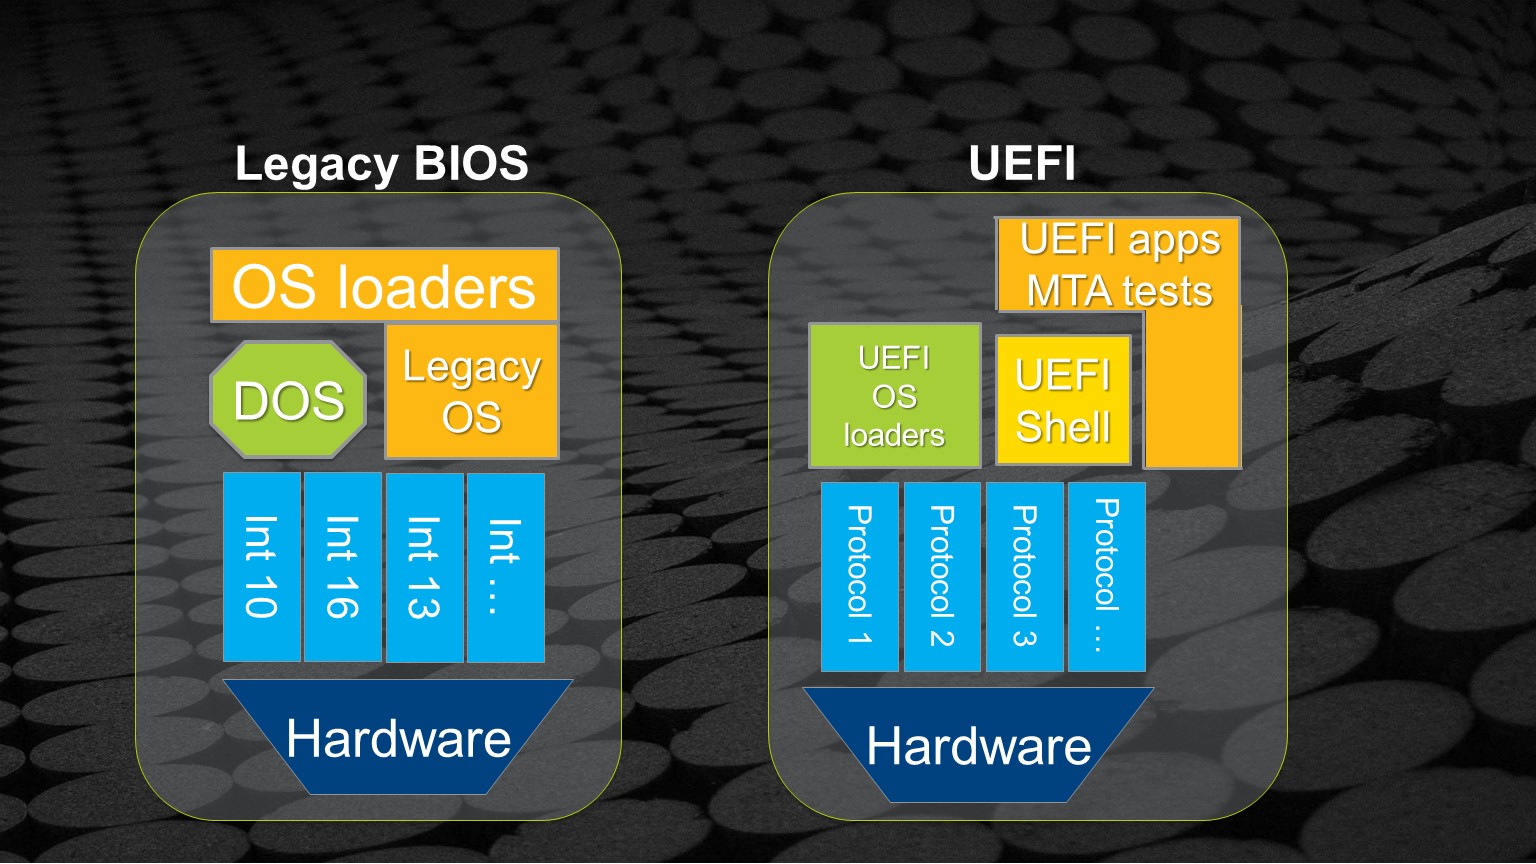 Legacy BIOS
OS loaders
DOS
Legacy
OS
Int 10
Int 16
Int 13
Int …
Hardware
UEFI
UEFI apps
MTA tests
UEFI
OS
loaders
UEFI
Shell
Protocol 1
Protocol 2
Protocol 3
Protocol …
Hardware